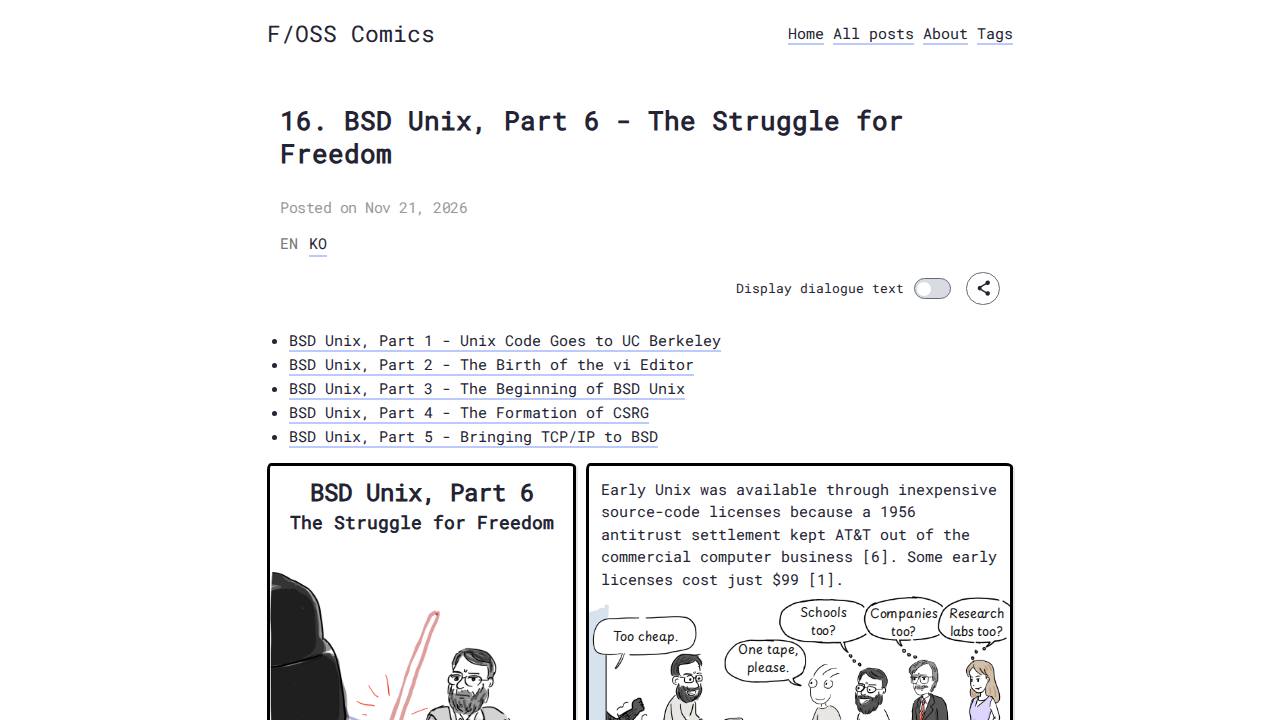 F/OSS Comics
Home All posts About Tags
16. BSD Unix, Part 6 - The Struggle for
Freedom
Posted on Nov 21, 2026
EN KO
Display dialogue text
BSD Unix, Part 1 - Unix Code Goes to UC Berkeley
BSD Unix, Part 2 - The Birth of the vi Editor
BSD Unix, Part 3 - The Beginning of BSD Unix
BSD Unix, Part 4 - The Formation of CSRG
BSD Unix, Part 5 - Bringing TCP/IP to BSD
BSD Unix, Part 6
The Struggle for Freedom
Early Unix was available through inexpensive
source-code licenses because a 1956
antitrust settlement kept AT&T out of the
commercial computer business [6]. Some early
licenses cost just $99 [1].
Too cheap.
One tape,
please.
Schools
too?
Companies
too?
Research
labs too?